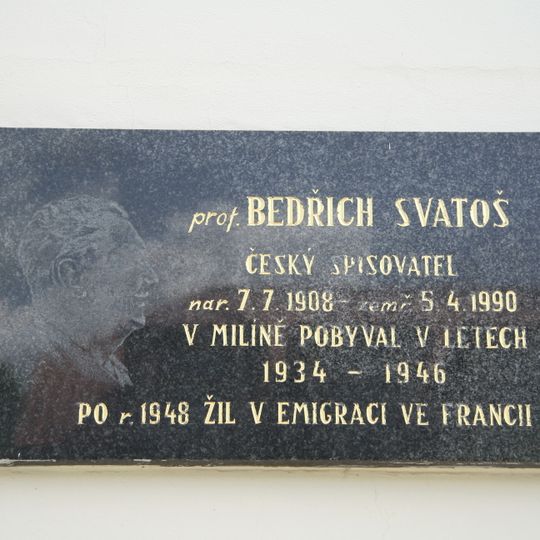 prof. BEDŘICH SVATOŠ
ČESKÝ SPISOVATEL
nar. 7. 7. 1908 - zemř. 5. 4. 1990
V MILÍNĚ POBYVAL V LETECH
1934 - 1946
PO r. 1948 ŽIL V EMIGRACI VE FRANCII